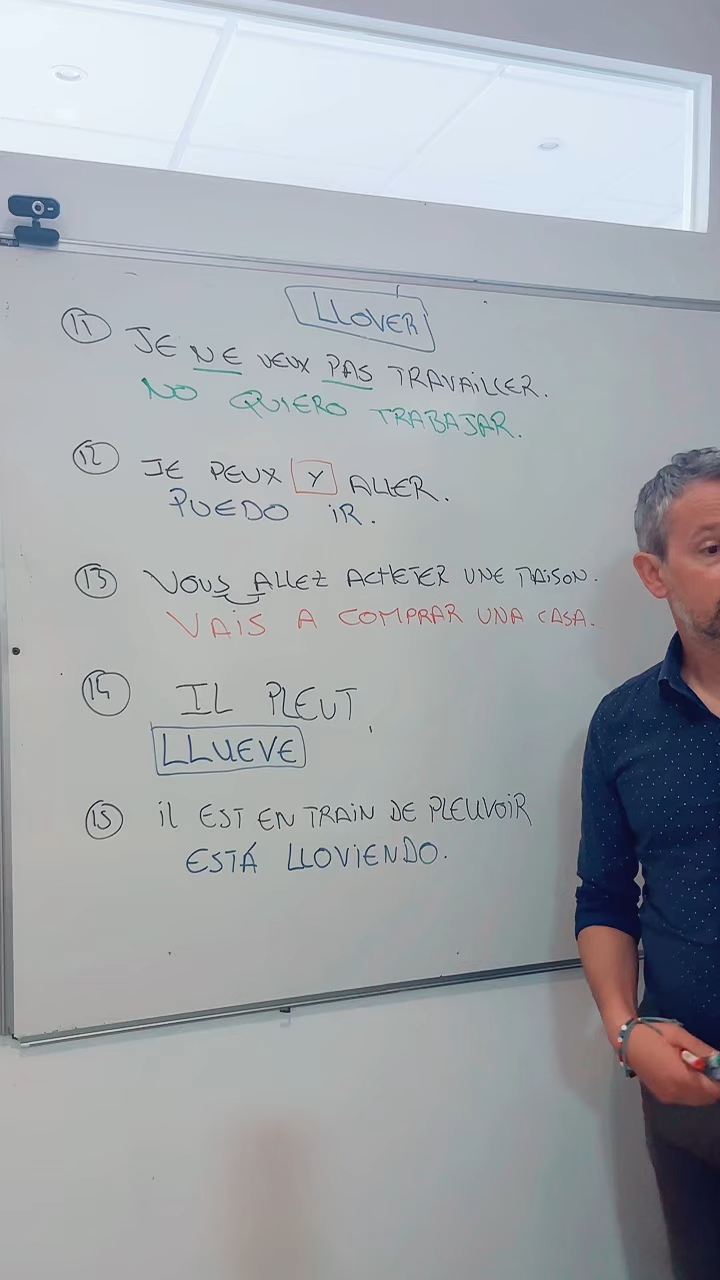 LLOVER
11 JE NE VEUX PAS TRAVAILLER.
NO QUIERO TRABAJAR.
12 JE PEUX Y ALLER.
PUEDO IR.
13 VOUS ALLEZ ACHETER UNE MAISON.
VAIS A COMPRAR UNA CASA.
14 IL PLEUT.
LLUEVE
15 iL EST EN TRAIN DE PLEUVOIR
ESTÁ LLOVIENDO.